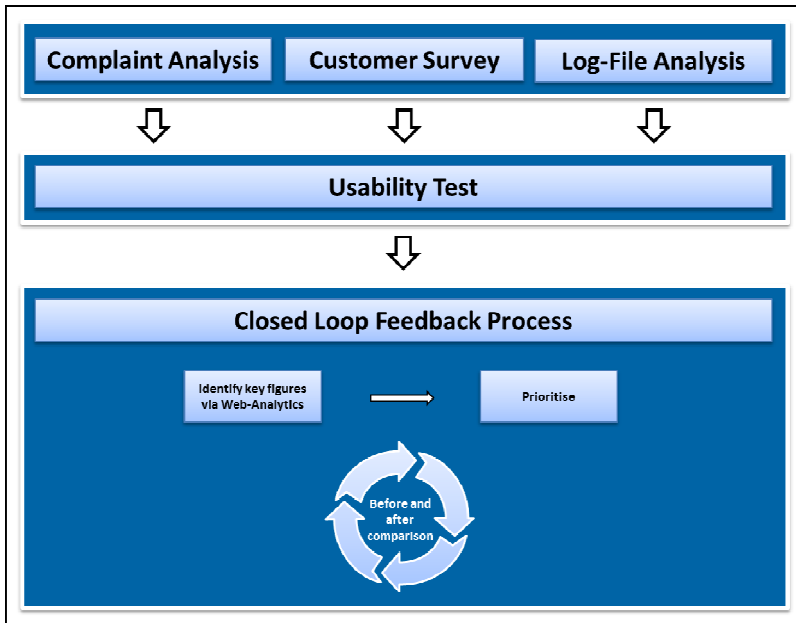 Complaint Analysis
Customer Survey
Log-File Analysis
Usability Test
Closed Loop Feedback Process
Identify key figures
via Web-Analytics
Prioritise
Before and
after
comparison